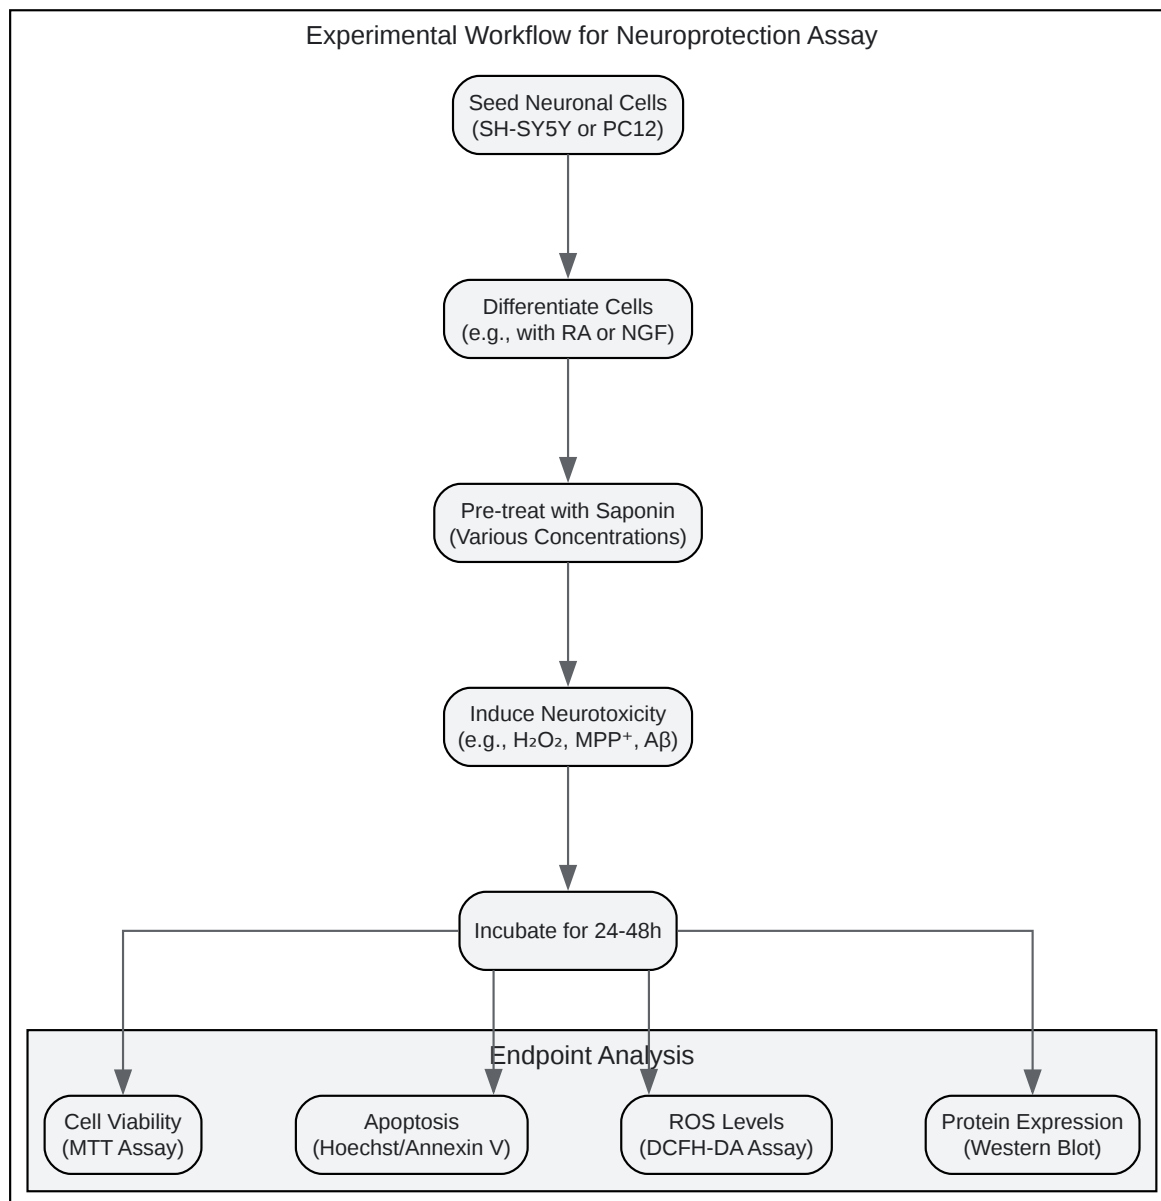 Experimental Workflow for Neuroprotection Assay
Seed Neuronal Cells
(SH-SY5Y or PC12)
Differentiate Cells
(e.g., with RA or NGF)
Pre-treat with Saponin
(Various Concentrations)
Induce Neurotoxicity
(e.g., H₂O₂, MPP⁺, Aβ)
Incubate for 24-48h
Endpoint Analysis
Cell Viability
(MTT Assay)
Apoptosis
(Hoechst/Annexin V)
ROS Levels
(DCFH-DA Assay)
Protein Expression
(Western Blot)